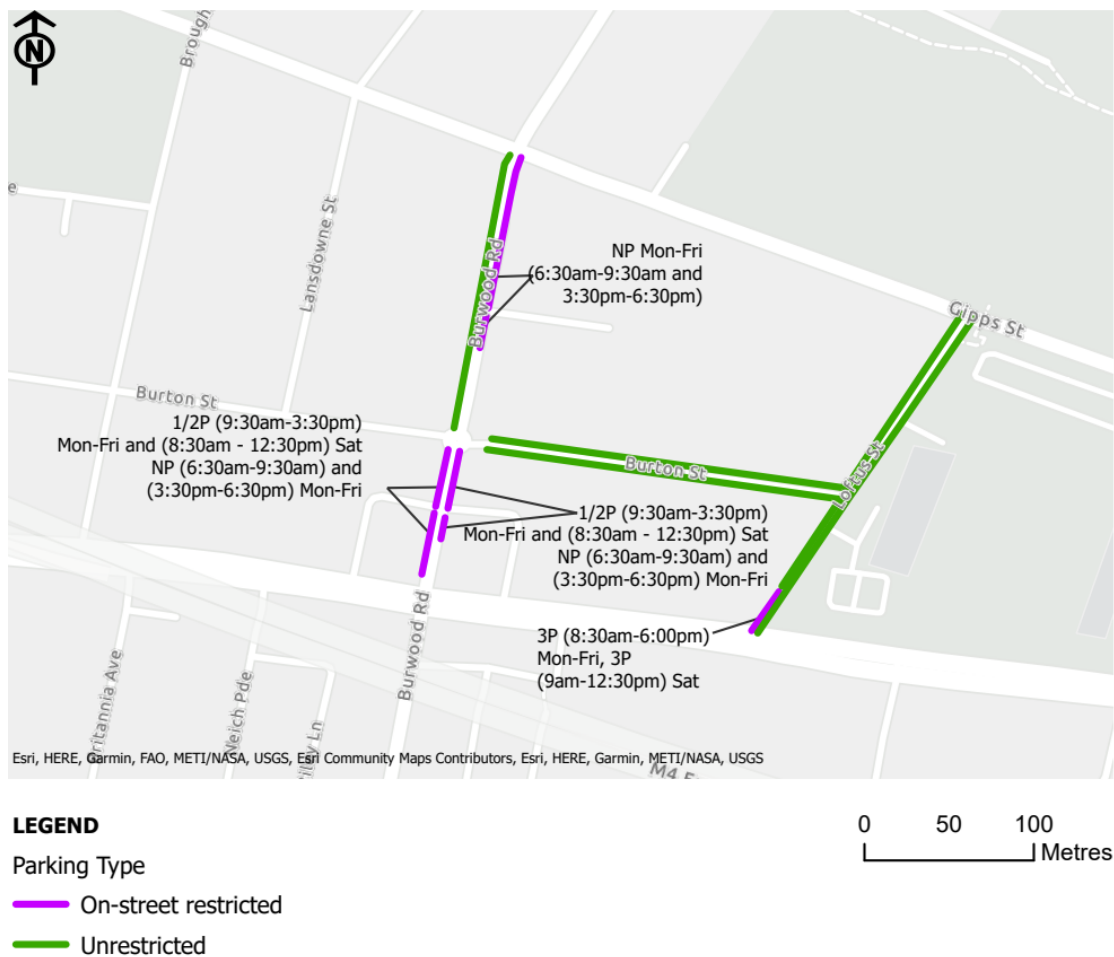 N
Brough
e
Lansdowne St
Burwood Rd
NP Mon-Fri
(6:30am-9:30am and
3:30pm-6:30pm)
Gipps St
Burton St
1/2P (9:30am-3:30pm)
Mon-Fri and (8:30am - 12:30pm) Sat
NP (6:30am-9:30am) and
(3:30pm-6:30pm) Mon-Fri
Burton St
Loftus St
1/2P (9:30am-3:30pm)
Mon-Fri and (8:30am - 12:30pm) Sat
NP (6:30am-9:30am) and
(3:30pm-6:30pm) Mon-Fri
3P (8:30am-6:00pm)
Mon-Fri, 3P
(9am-12:30pm) Sat
Burwood Rd
Britannia Ave
Neich Pde
Esri, HERE, Garmin, FAO, METI/NASA, USGS, Esri Community Maps Contributors, Esri, HERE, Garmin, METI/NASA, USGS
LEGEND
Parking Type
On-street restricted
Unrestricted
0 50 100
Metres